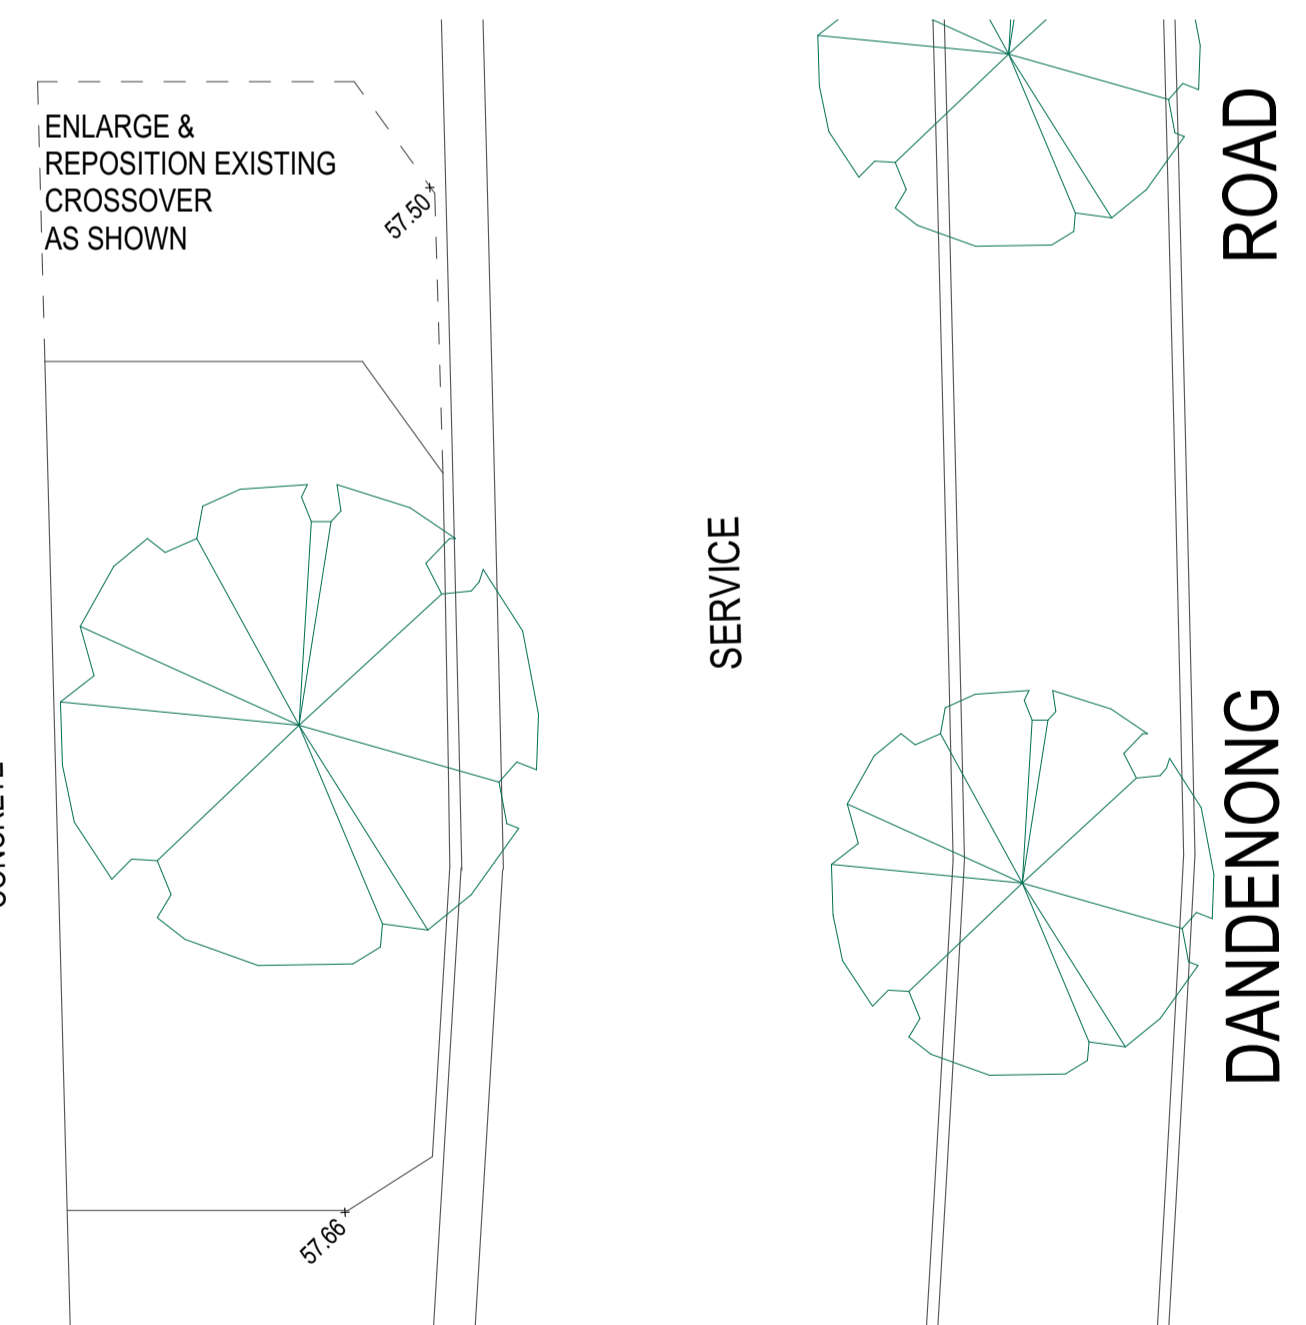 ENLARGE &
REPOSITION EXISTING
CROSSOVER
AS SHOWN
57.50
SERVICE
DANDENONG ROAD
57.66